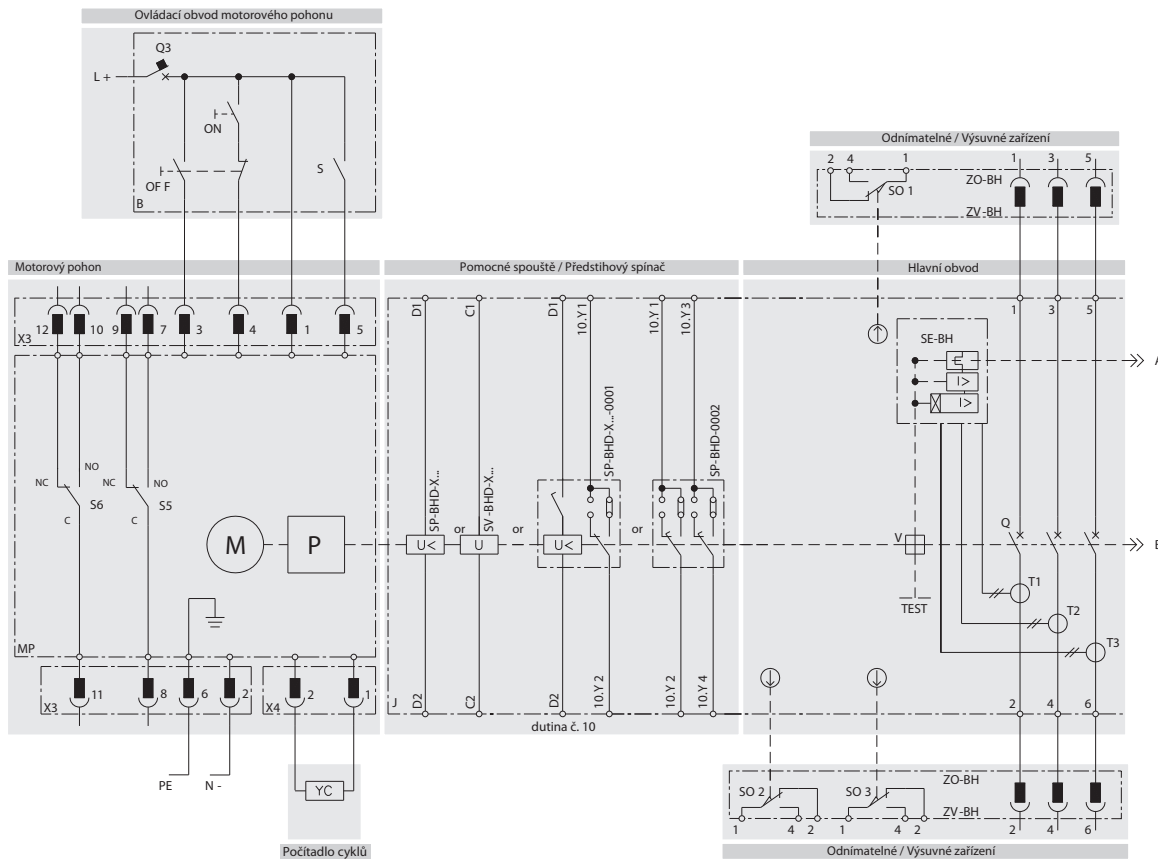 Ovládací obvod motorového pohonu
Q3
L +
ON
OF F
S
B
Odnímatelné / Výsuvné zařízení
2 4 1 1 3 5
SO 1
ZO-BH
ZV-BH
Motorový pohon
Pomocné spouště / Předstihový spínač
Hlavní obvod
12 10 9 7 3 4 1 5
X3
D1 C1 D1 10.Y 1 10.Y 1 10.Y 3
1 3 5
SE-BH
I>
I>
A
SP-BHD-X...
SV -BHD-X...
SP-BHD-X...-0001
SP-BHD-0002
NC NO NC NO
S6 S5
C C
M P
U< or U or U< or
V
Q
TEST
T1
T2
T3
MP
X3
11 8 6 2
X4
2 1
J
D2 C2 D2 10.Y 2 10.Y 2 10.Y 4
2 4 6
dutina č. 10
PE N -
YC
Počítadlo cyklů
SO 2 SO 3
1 4 2 1 4 2
ZO-BH
ZV -BH
2 4 6
Odnímatelné / Výsuvné zařízení